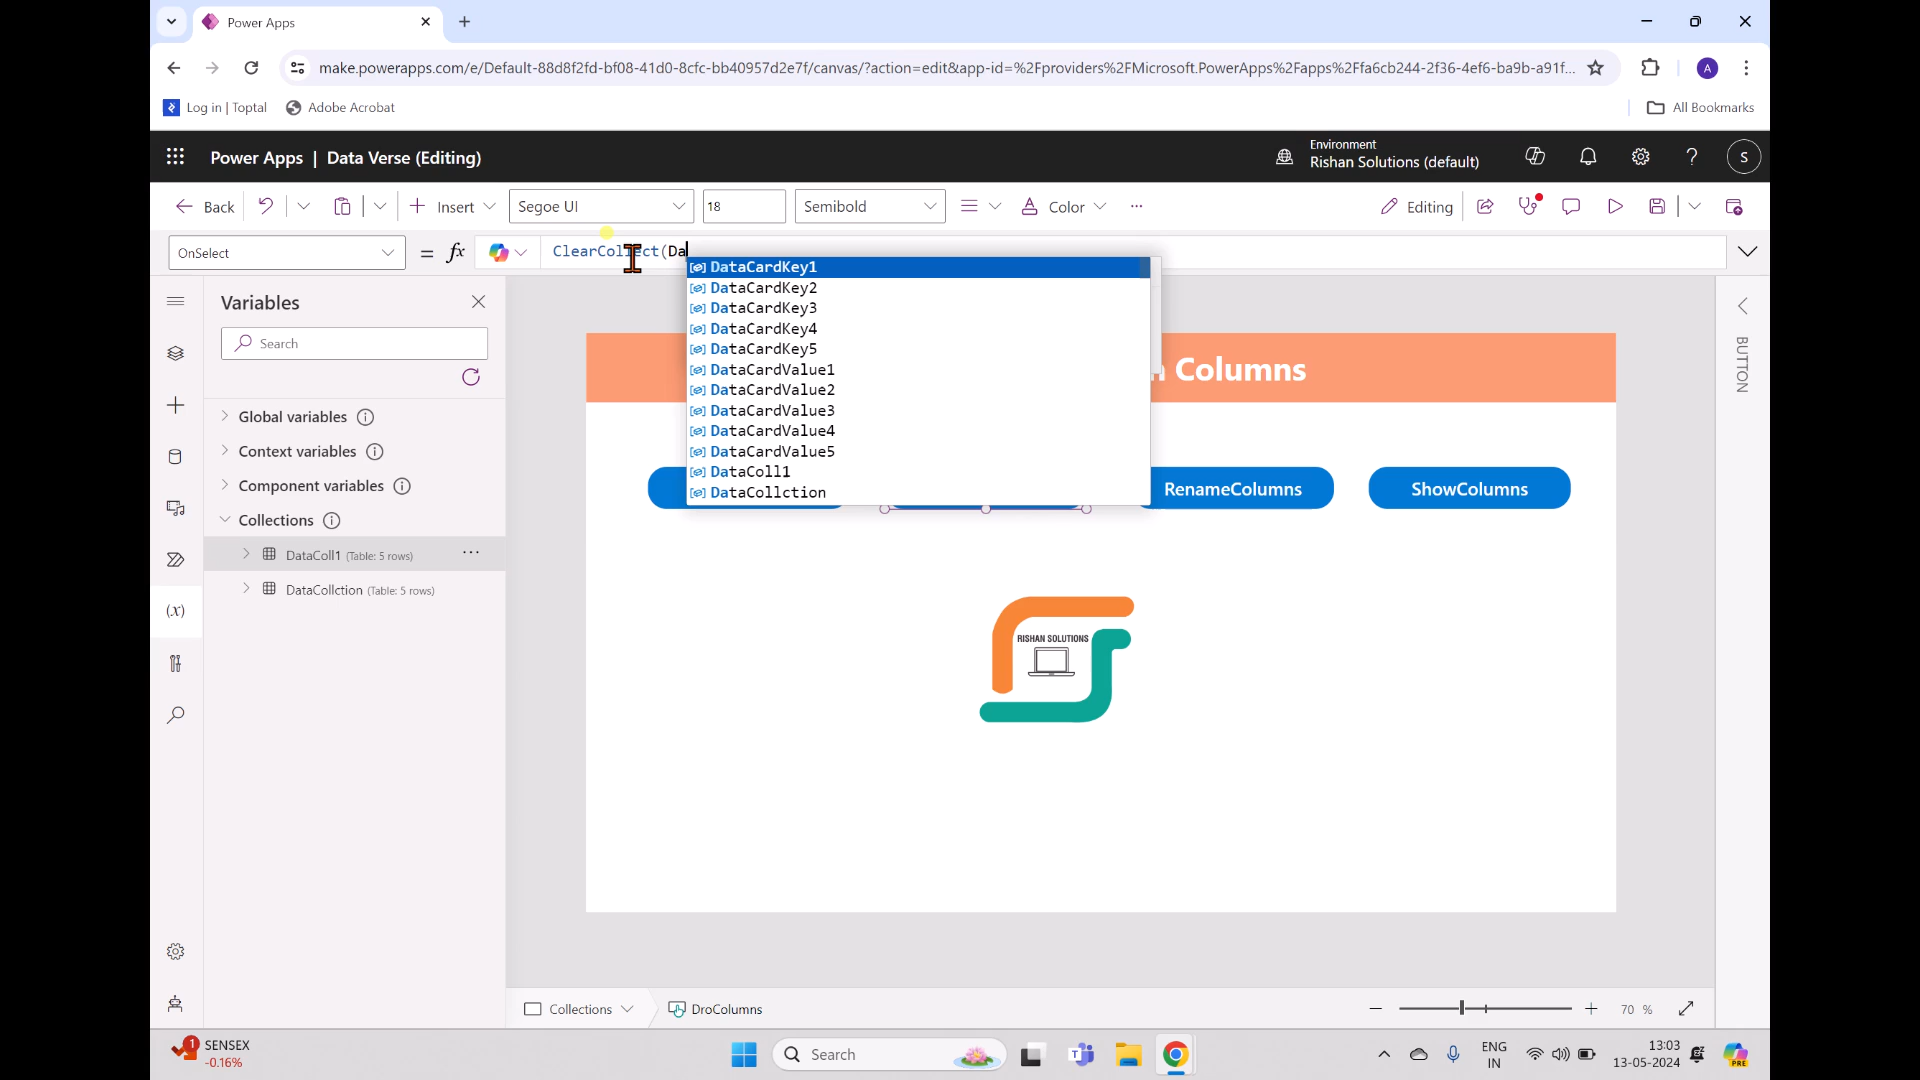 Power Apps
make.powerapps.com/e/Default-88d8f2fd-bf08-41d0-8cfc-bb40957d2e7f/canvas/?action=edit&app-id=%2Fproviders%2FMicrosoft.PowerApps%2Fapps%2Ffa6cb244-2f36-4ef6-ba9b-a91f...
A
Log in | Toptal
Adobe Acrobat
All Bookmarks
Power Apps | Data Verse (Editing)
Environment
Rishan Solutions (default)
S
Back
Insert
Segoe UI
18
Semibold
Color
Editing
OnSelect
= fx
ClearCollect(Da
DataCardKey1
DataCardKey2
DataCardKey3
DataCardKey4
DataCardKey5
DataCardValue1
DataCardValue2
DataCardValue3
DataCardValue4
DataCardValue5
DataColl1
DataCollction
Variables
Search
Global variables
Context variables
Component variables
Collections
DataColl1 (Table: 5 rows)
DataCollction (Table: 5 rows)
Columns
RenameColumns
ShowColumns
RISHAN SOLUTIONS
BUTTON
Collections
DroColumns
70 %
1
SENSEX
-0.16%
Search
ENG
IN
13:03
13-05-2024
PRE